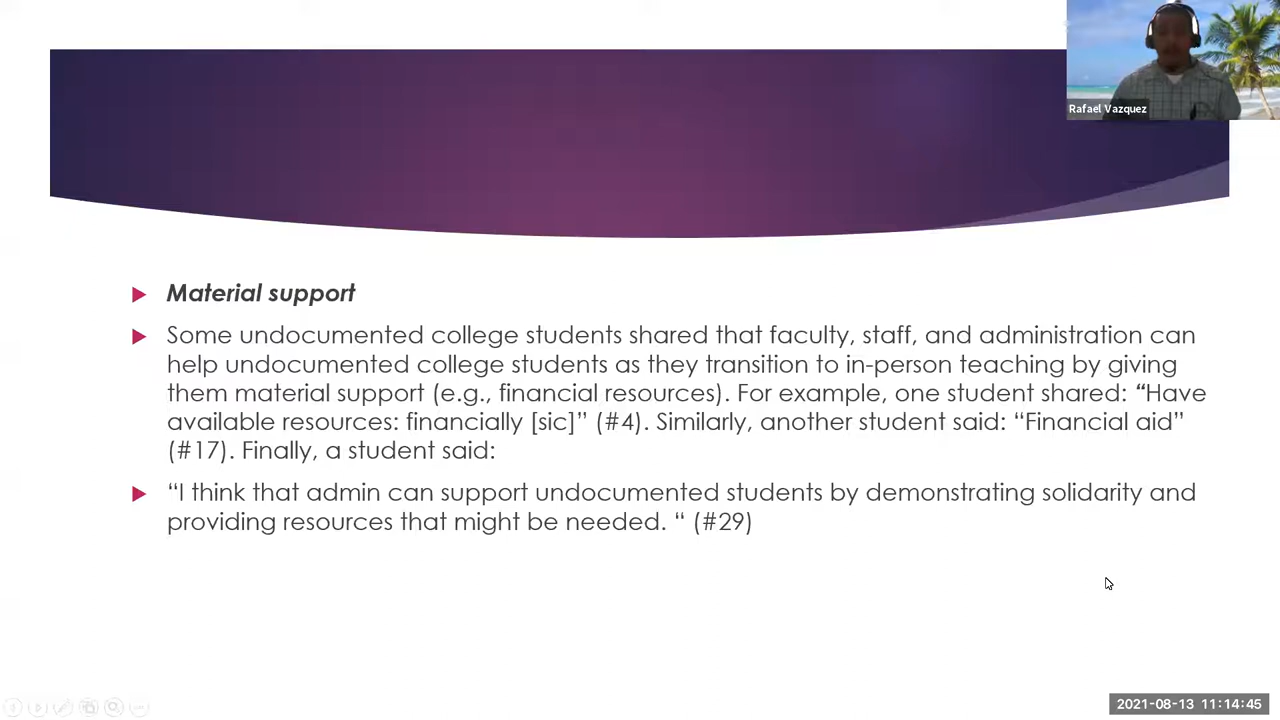 Rafael Vazquez
Material support
Some undocumented college students shared that faculty, staff, and administration can
help undocumented college students as they transition to in-person teaching by giving
them material support (e.g., financial resources). For example, one student shared: “Have
available resources: financially [sic]” (#4). Similarly, another student said: “Financial aid”
(#17). Finally, a student said:
“I think that admin can support undocumented students by demonstrating solidarity and
providing resources that might be needed. “ (#29)
2021-08-13 11:14:45